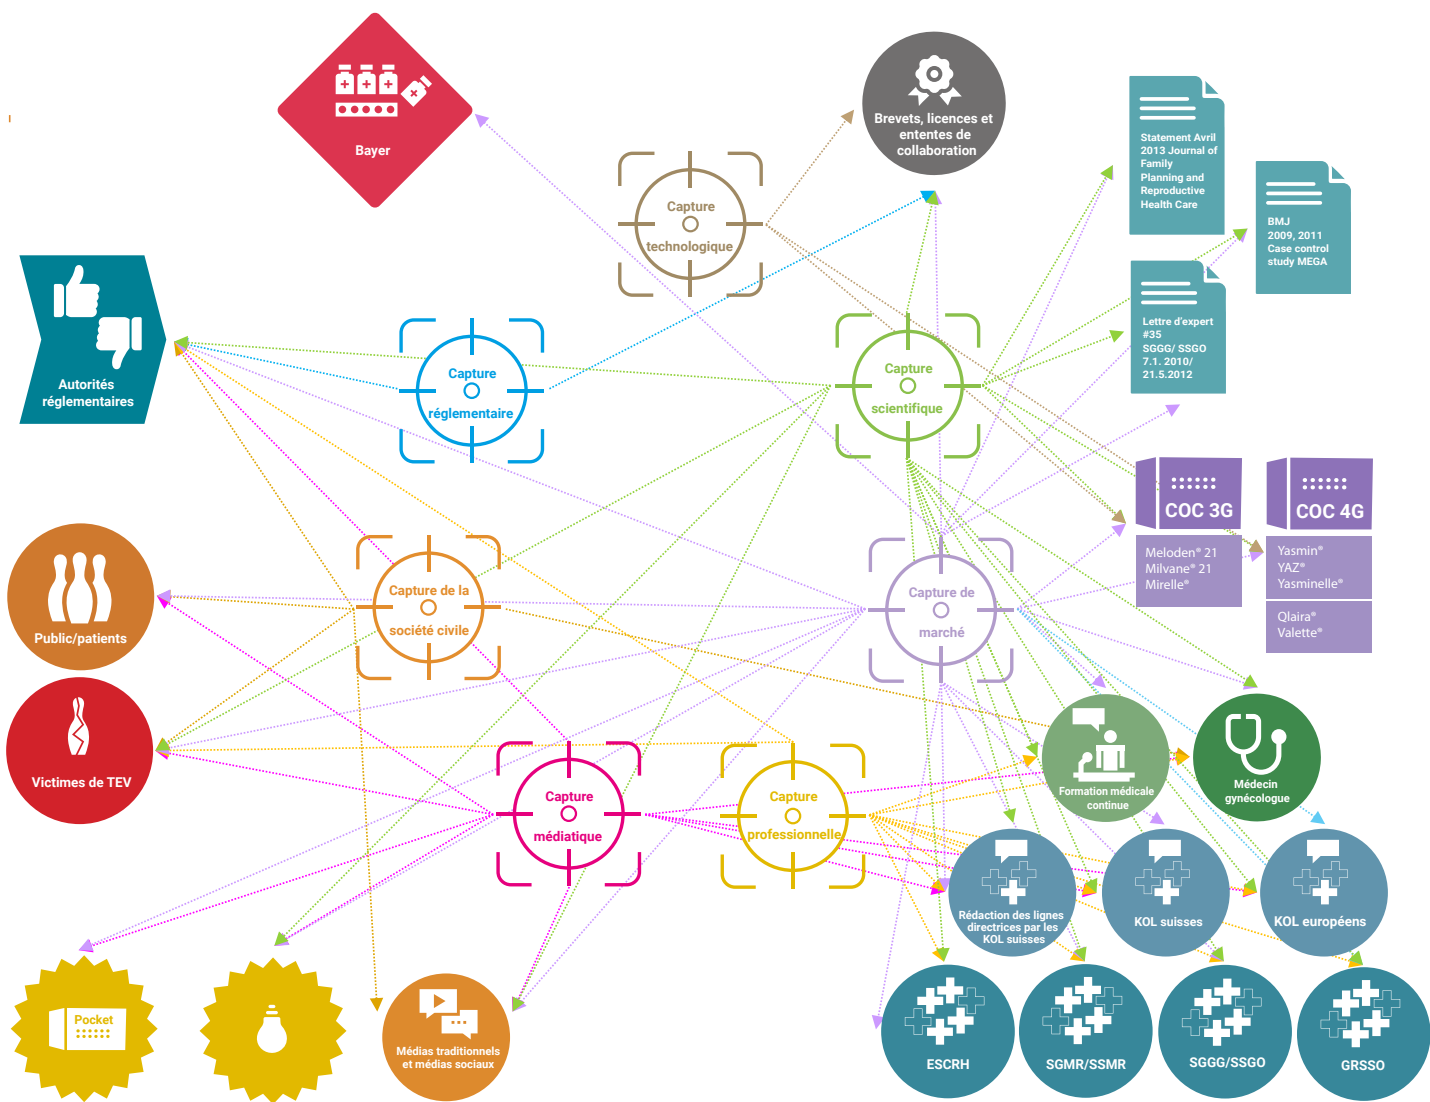 Bayer
Brevets, licences et
ententes de
collaboration
Statement Avril
2013 Journal of
Family
Planning and
Reproductive
Health Care
BMJ
2009, 2011
Case control
study MEGA
Capture
technologique
Lettre d'expert
#35
SGGG/ SSGO
7.1. 2010/
21.5.2012
Autorités
réglementaires
Capture
réglementaire
Capture
scientifique
COC 3G
COC 4G
Meloden® 21
Milvane® 21
Mirelle®
Yasmin®
YAZ®
Yasminelle®
Qlaira®
Valette®
Public/patients
Capture de la
société civile
Capture de
marché
Victimes de TEV
Capture
médiatique
Capture
professionnelle
Formation médicale
continue
Médecin
gynécologue
Rédaction des lignes
directrices par les
KOL suisses
KOL suisses
KOL européens
Pocket
Médias traditionnels
et médias sociaux
ESCRH
SGMR/SSMR
SGGG/SSGO
GRSSO